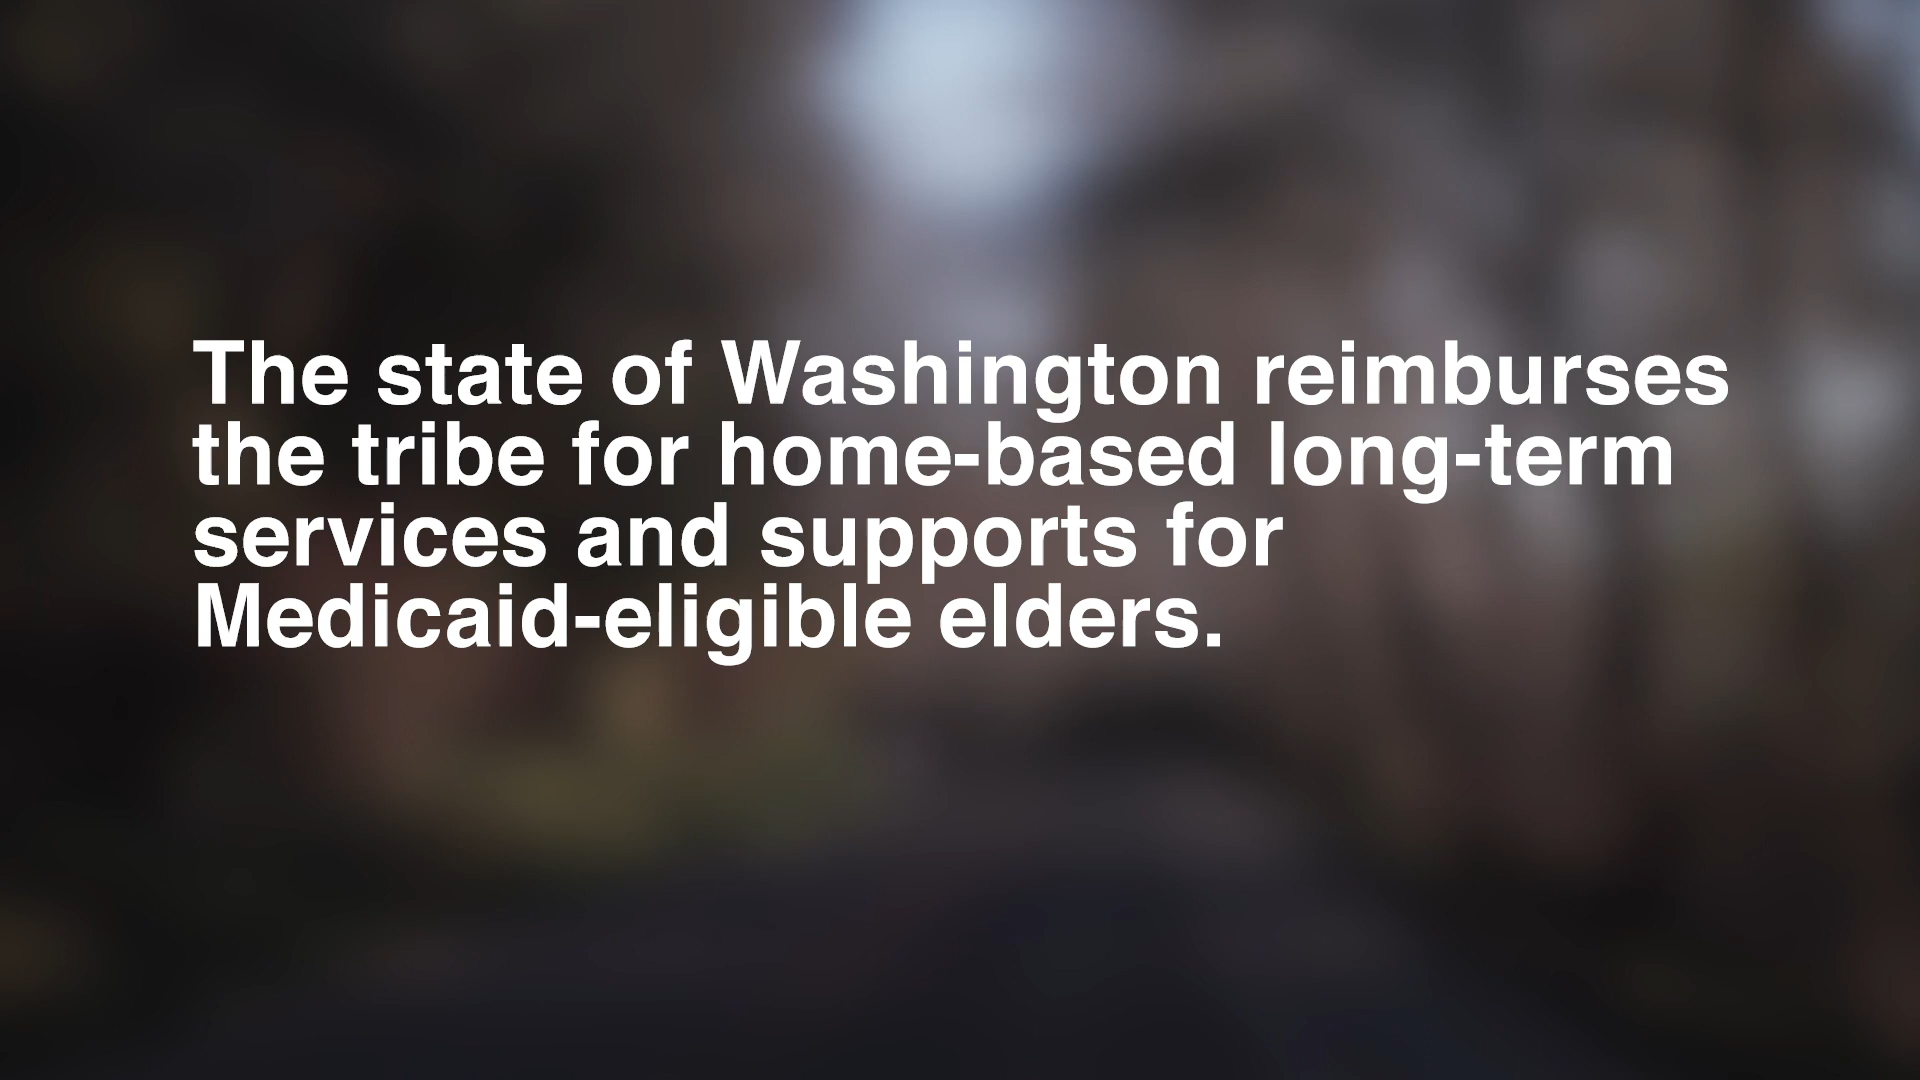 The state of Washington reimburses
the tribe for home-based long-term
services and supports for
Medicaid-eligible elders.